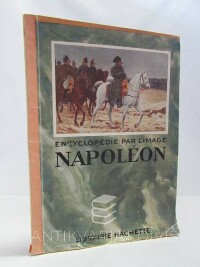 ENCYCLOPÉDIE PAR L'IMAGE
NAPOLÉON
LIBRAIRIE HACHETTE